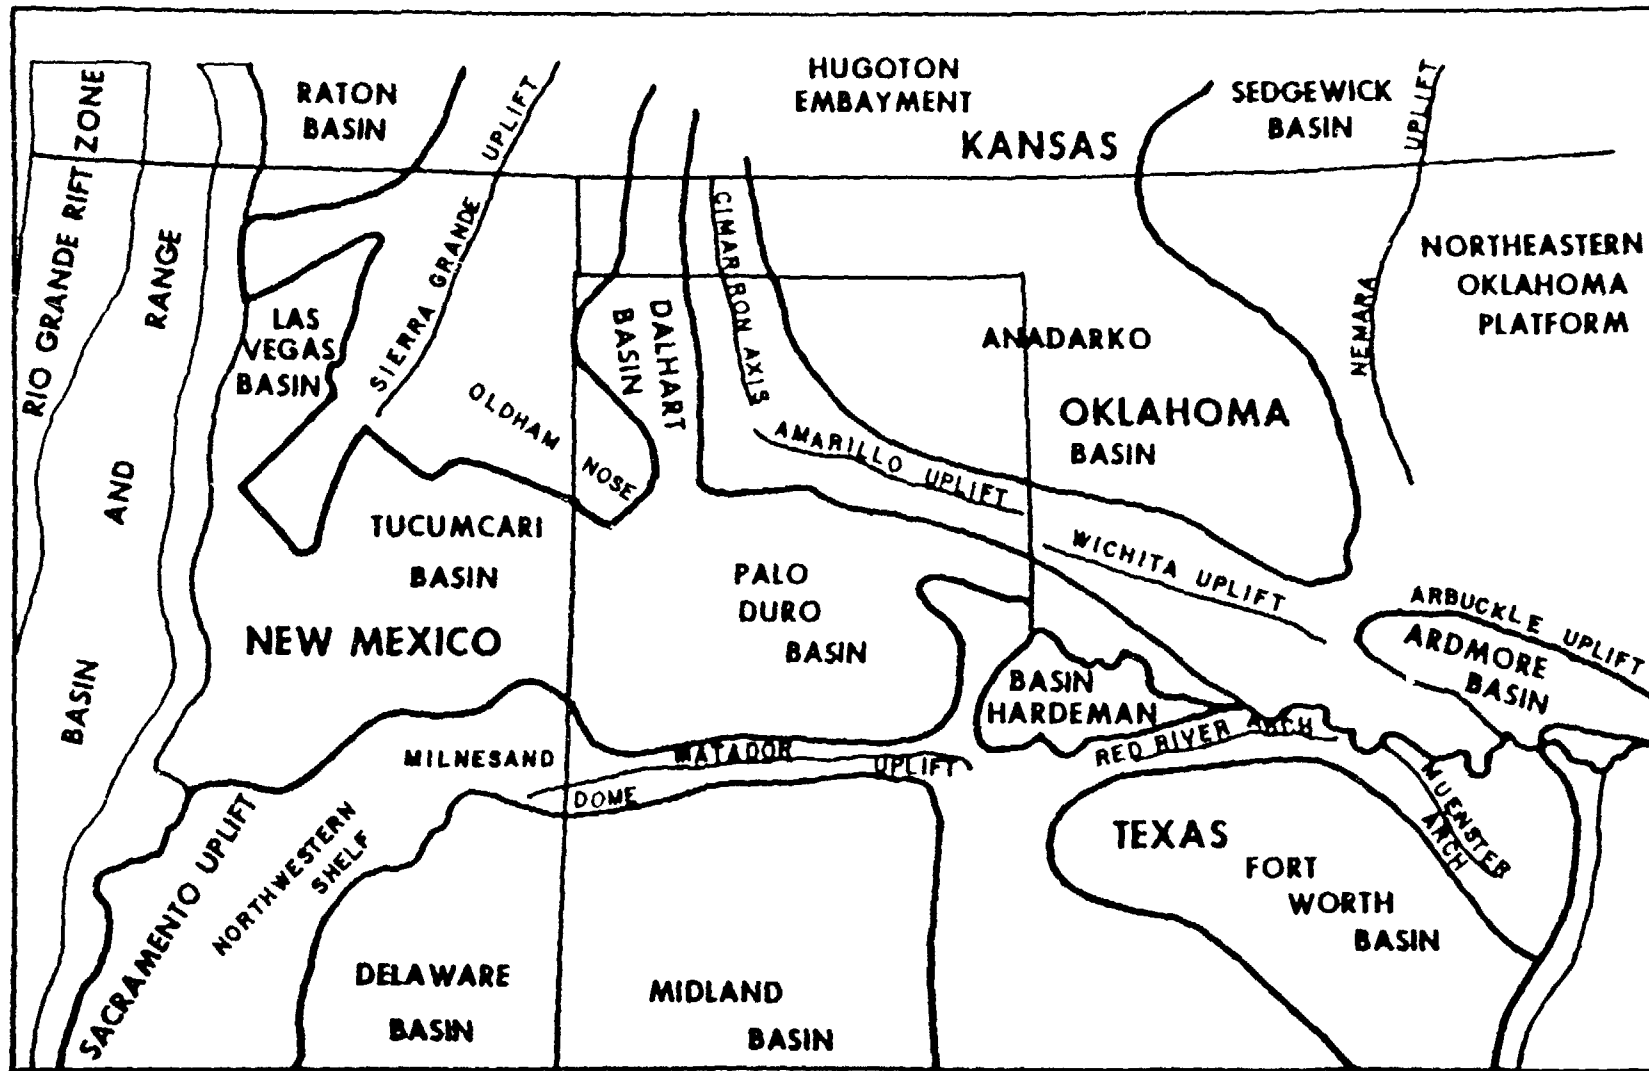 HUGOTON
EMBAYMENT
KANSAS
RATON
BASIN
SEDGEWICK
BASIN
SIERRA GRANDE UPLIFT
NEMARA UPLIFT
RIO GRANDE RIFT ZONE
BASIN AND RANGE
LAS
VEGAS
BASIN
OLDHAM NOSE
DALHART
BASIN
CIMARRON AXIS
ANADARKO
BASIN
OKLAHOMA
NORTHEASTERN
OKLAHOMA
PLATFORM
AMARILLO UPLIFT
WICHITA UPLIFT
ARBUCKLE UPLIFT
ARDMORE
BASIN
TUCUMCARI
BASIN
NEW MEXICO
PALO
DURO
BASIN
BASIN
HARDEMAN
RED RIVER ARCH
MUENSTER
ARCH
MILNESAND
DOME
MATADOR
UPLIFT
SACRAMENTO UPLIFT
NORTHWESTERN
SHELF
TEXAS
FORT
WORTH
BASIN
DELAWARE
BASIN
MIDLAND
BASIN